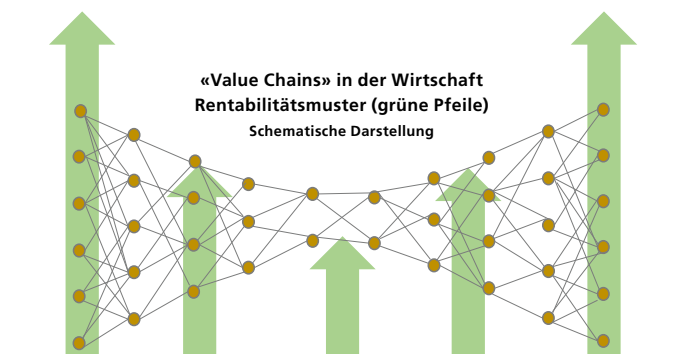 «Value Chains» in der Wirtschaft
Rentabilitätsmuster (grüne Pfeile)
Schematische Darstellung